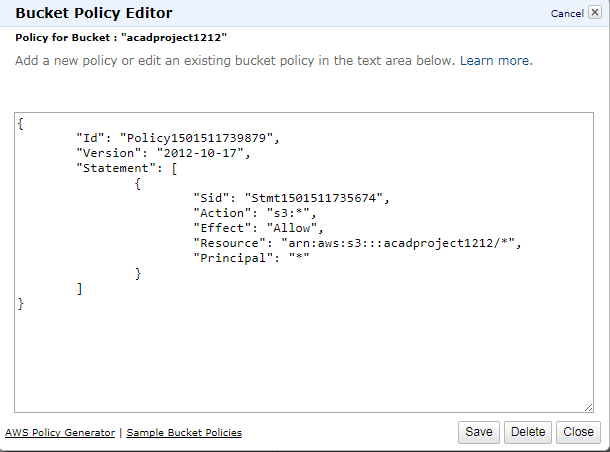 Bucket Policy Editor
Cancel
Policy for Bucket : "acadproject1212"
Add a new policy or edit an existing bucket policy in the text area below. Learn more.
{
"Id": "Policy1501511739879",
"Version": "2012-10-17",
"Statement": [
{
"Sid": "Stmt1501511735674",
"Action": "s3:*",
"Effect": "Allow",
"Resource": "arn:aws:s3:::acadproject1212/*",
"Principal": "*"
}
]
}
AWS Policy Generator | Sample Bucket Policies
Save
Delete
Close